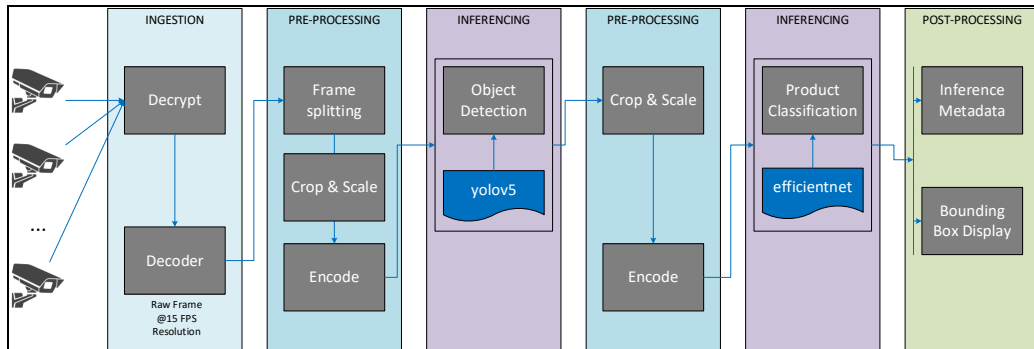 INGESTION
PRE-PROCESSING
INFERENCING
PRE-PROCESSING
INFERENCING
POST-PROCESSING
Decrypt
Frame
splitting
Object
Detection
Crop & Scale
Product
Classification
Inference
Metadata
Crop & Scale
yolov5
efficientnet
...
Bounding
Box Display
Decoder
Encode
Encode
Raw Frame
@15 FPS
Resolution